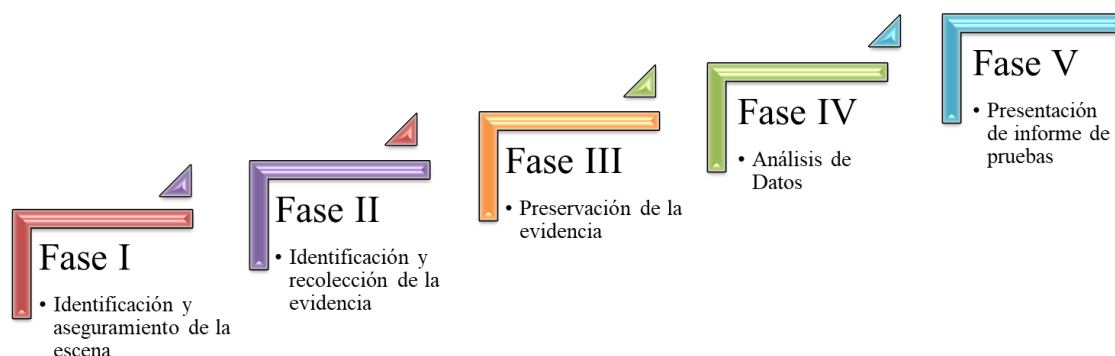 Fase I
• Identificación y
aseguramiento de la
escena
Fase II
• Identificación y
recolección de la
evidencia
Fase III
• Preservación de la
evidencia
Fase IV
• Análisis de
Datos
Fase V
• Presentación
de informe de
pruebas